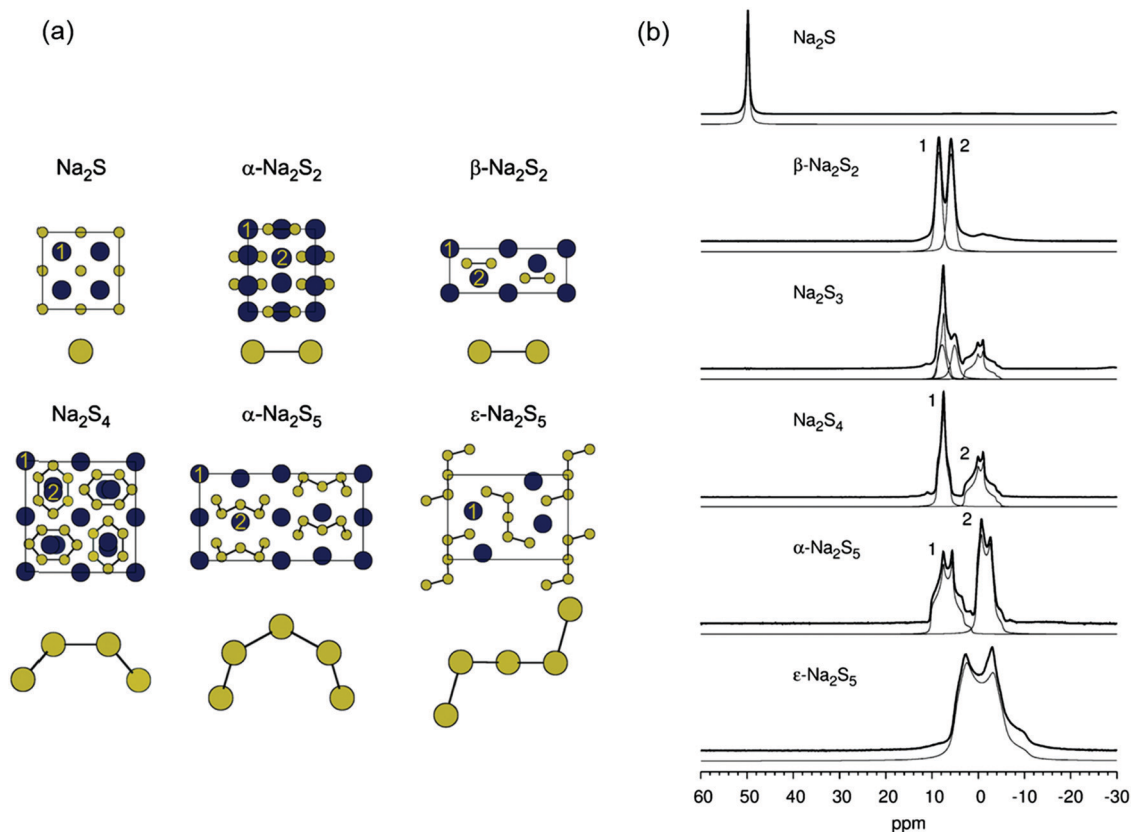 (a)
Na₂S
α-Na₂S₂
β-Na₂S₂
1
1
2
1
2
Na₂S₄
α-Na₂S₅
ε-Na₂S₅
1
2
1
2
1
(b)
Na₂S
1
2
β-Na₂S₂
Na₂S₃
Na₂S₄
1
2
α-Na₂S₅
1
2
ε-Na₂S₅
60 50 40 30 20 10 0 -10 -20 -30
ppm